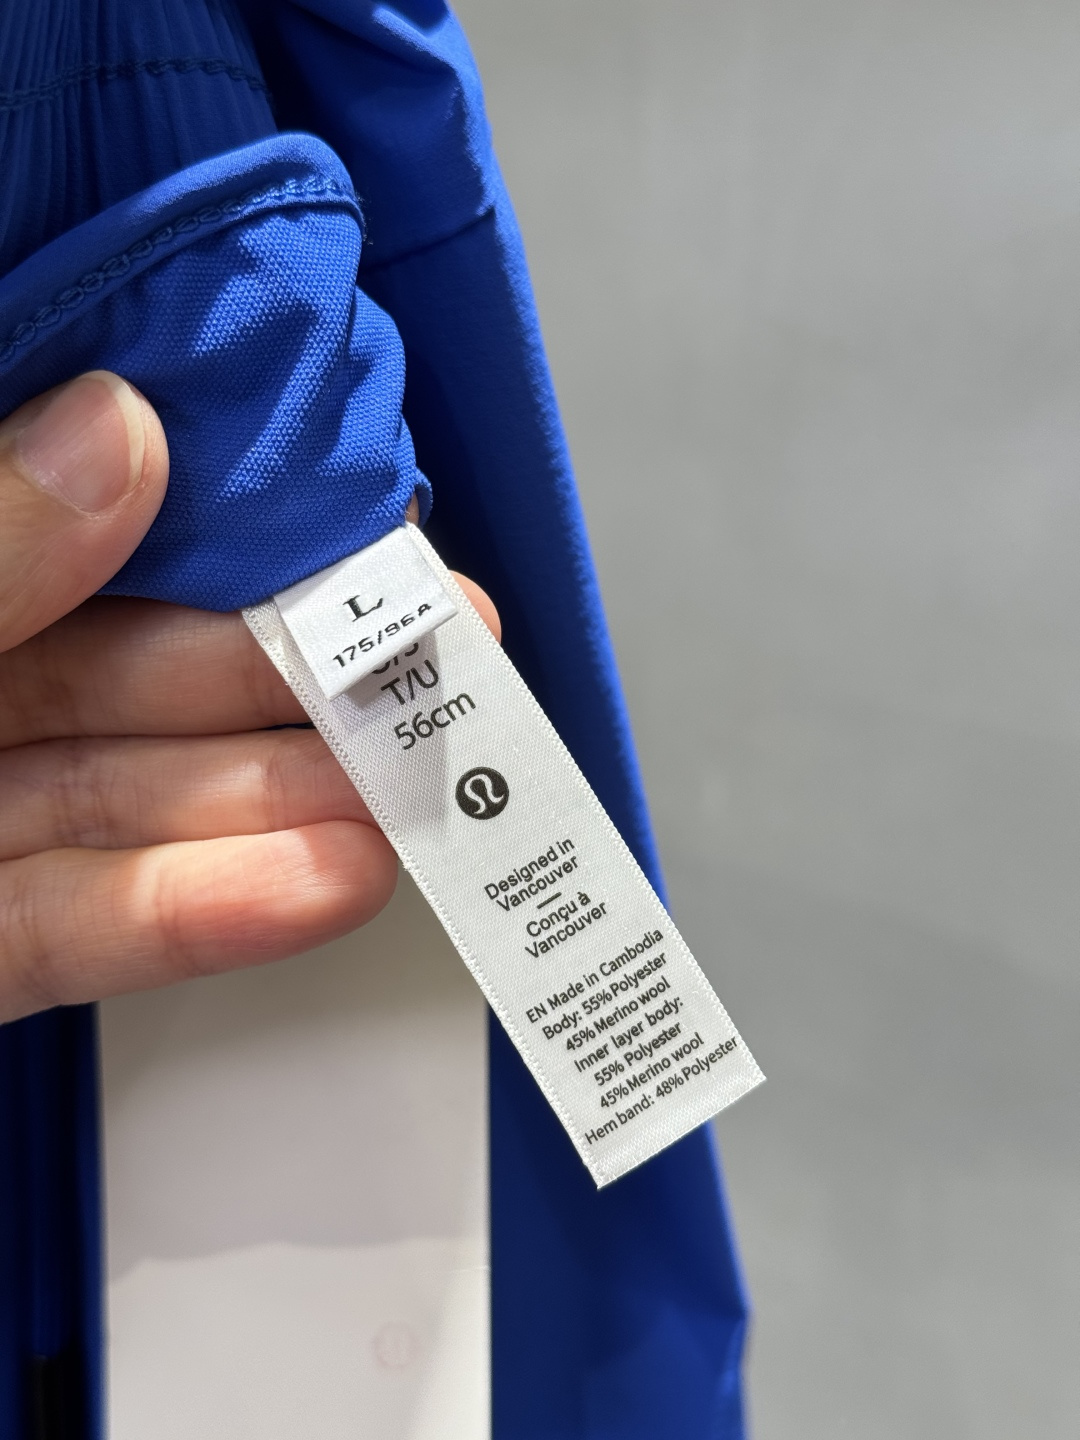 L
175/96A
T/U
56cm
Designed in
Vancouver
—
Conçu à
Vancouver
EN Made in Cambodia
Body: 55% Polyester
45% Merino wool
Inner layer body:
55% Polyester
45% Merino wool
Hem band: 48% Polyester